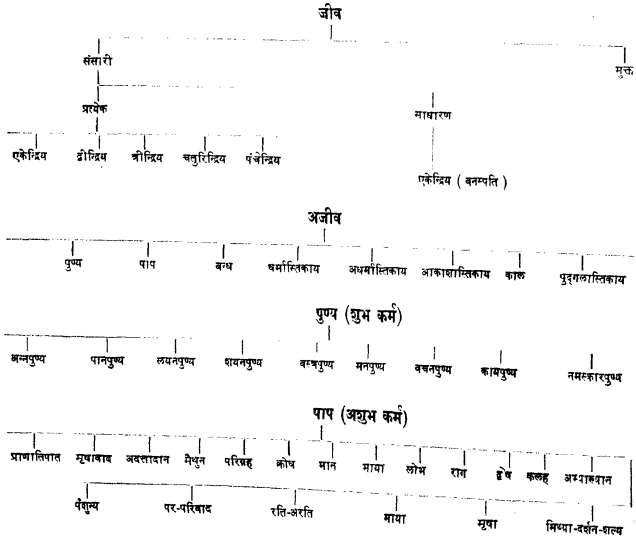 जीव
संसारी मुक्त
प्रत्येक साधारण
एकेन्द्रिय द्वीन्द्रिय त्रीन्द्रिय चतुरिन्द्रिय पंचेन्द्रिय
एकेन्द्रिय ( वनस्पति )
अजीव
पुण्य पाप बन्ध धर्मास्तिकाय अधर्मास्तिकाय आकाशास्तिकाय काल पुद्गलास्तिकाय
पुण्य (शुभ कर्म)
अन्नपुण्य पानपुण्य लयनपुण्य शयनपुण्य वस्त्रपुण्य मनपुण्य वचनपुण्य कायपुण्य नमस्कारपुण्य
पाप (अशुभ कर्म)
प्राणातिपात मृषावाद अदत्तादान मैथुन परिग्रह क्रोध मान माया लोभ राग द्वेष कलह अभ्याख्यान
पैशुन्य पर-परिवाद रति-अरति माया मृषा मिथ्या-दर्शन-शल्य